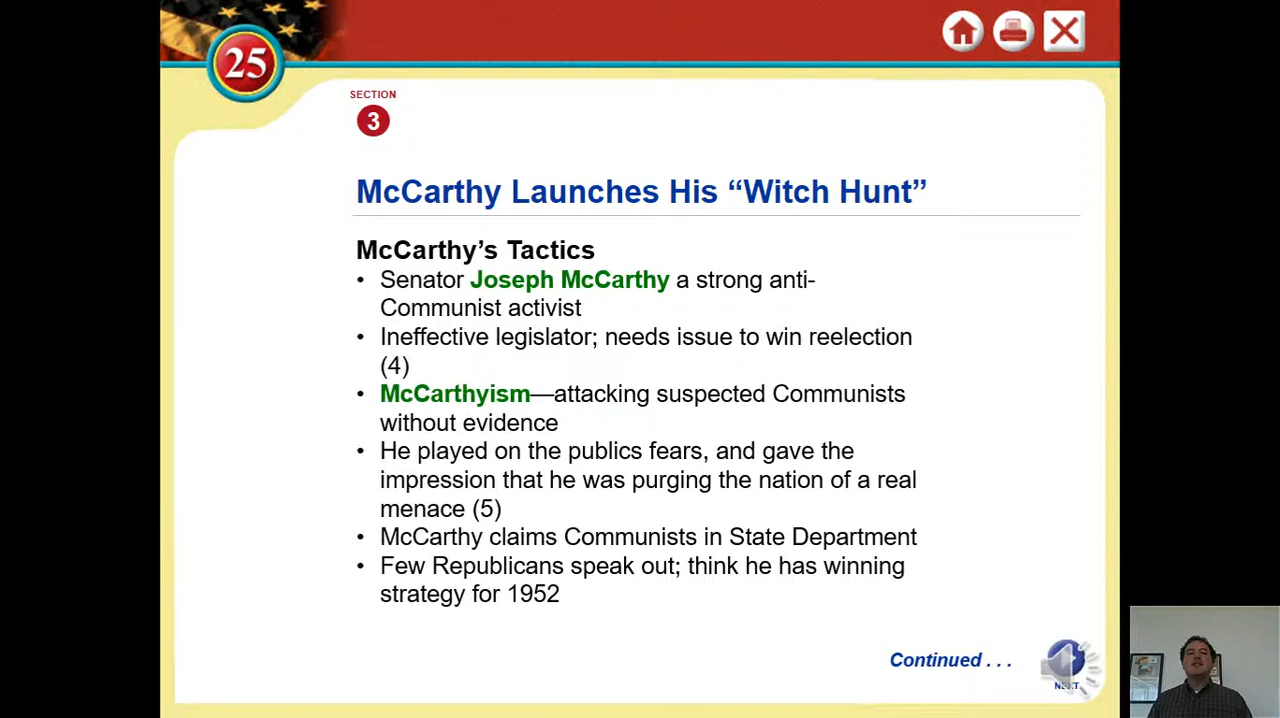 25
SECTION
3
McCarthy Launches His “Witch Hunt”
McCarthy’s Tactics
• Senator Joseph McCarthy a strong anti-
Communist activist
• Ineffective legislator; needs issue to win reelection
(4)
• McCarthyism—attacking suspected Communists
without evidence
• He played on the publics fears, and gave the
impression that he was purging the nation of a real
menace (5)
• McCarthy claims Communists in State Department
• Few Republicans speak out; think he has winning
strategy for 1952
Continued . . .
NEXT